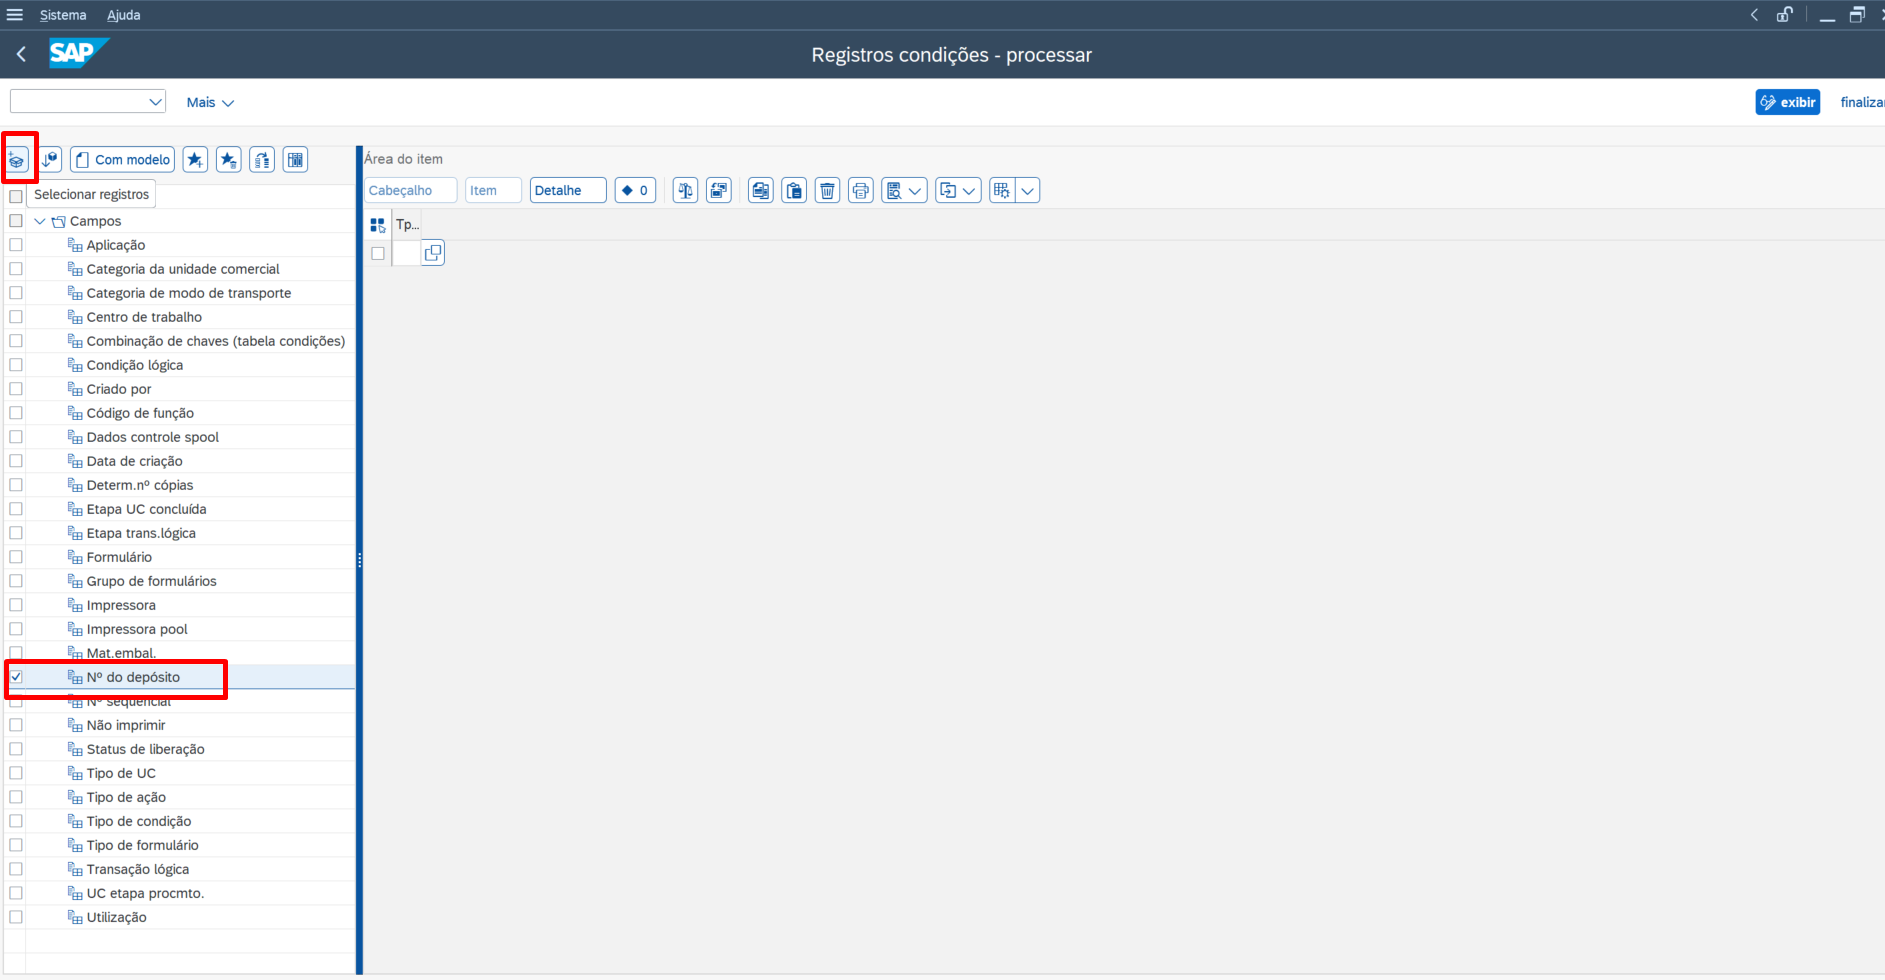 Sistema Ajuda
SAP Registros condições - processar
Mais exibir finaliza
Com modelo
Selecionar registros
Campos
Aplicação
Categoria da unidade comercial
Categoria de modo de transporte
Centro de trabalho
Combinação de chaves (tabela condições)
Condição lógica
Criado por
Código de função
Dados controle spool
Data de criação
Determ.nº cópias
Etapa UC concluída
Etapa trans.lógica
Formulário
Grupo de formulários
Impressora
Impressora pool
Mat.embal.
Nº do depósito
Nº sequencial
Não imprimir
Status de liberação
Tipo de UC
Tipo de ação
Tipo de condição
Tipo de formulário
Transação lógica
UC etapa procmto.
Utilização
Área do item
Cabeçalho Item Detalhe 0
Tp...